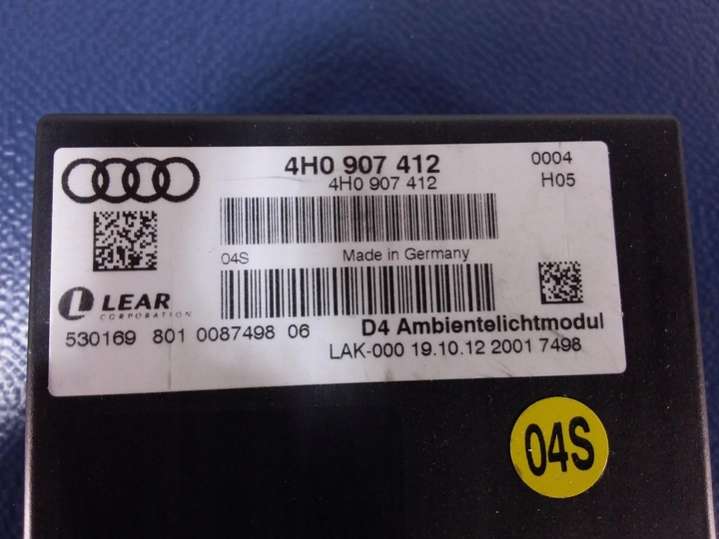 4H0 907 412
0004
4H0 907 412
H05
04S
Made in Germany
LEAR
CORPORATION
530169 801 0087498 06
D4 Ambientelichtmodul
LAK-000 19.10.12 2001 7498
04S